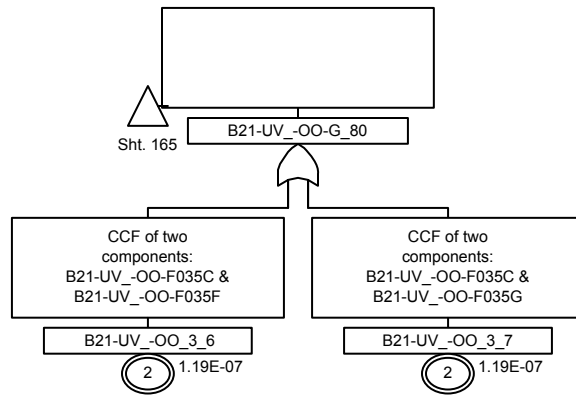 Sht. 165
B21-UV_-OO-G_80
CCF of two
components:
B21-UV_-OO-F035C &
B21-UV_-OO-F035F
B21-UV_-OO_3_6
2
1.19E-07
CCF of two
components:
B21-UV_-OO-F035C &
B21-UV_-OO-F035G
B21-UV_-OO_3_7
2
1.19E-07